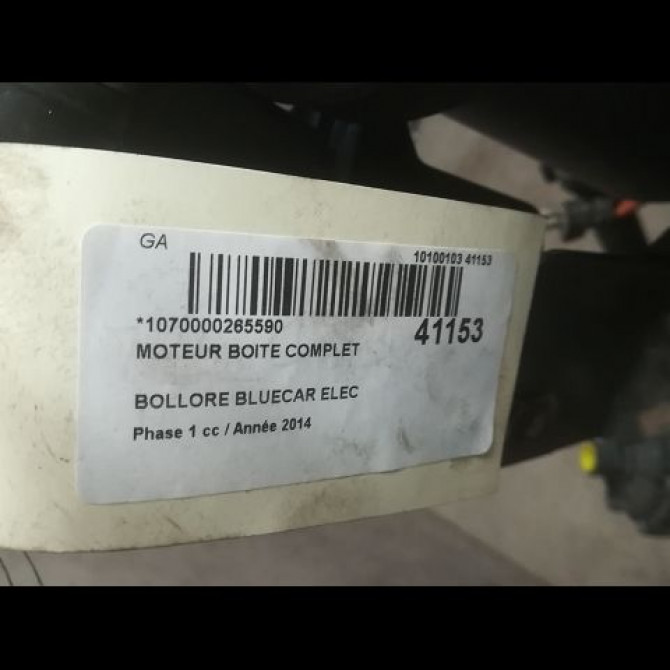 GA
10100103 41153
*1070000265590
41153
MOTEUR BOITE COMPLET
BOLLORE BLUECAR ELEC
Phase 1 cc / Année 2014